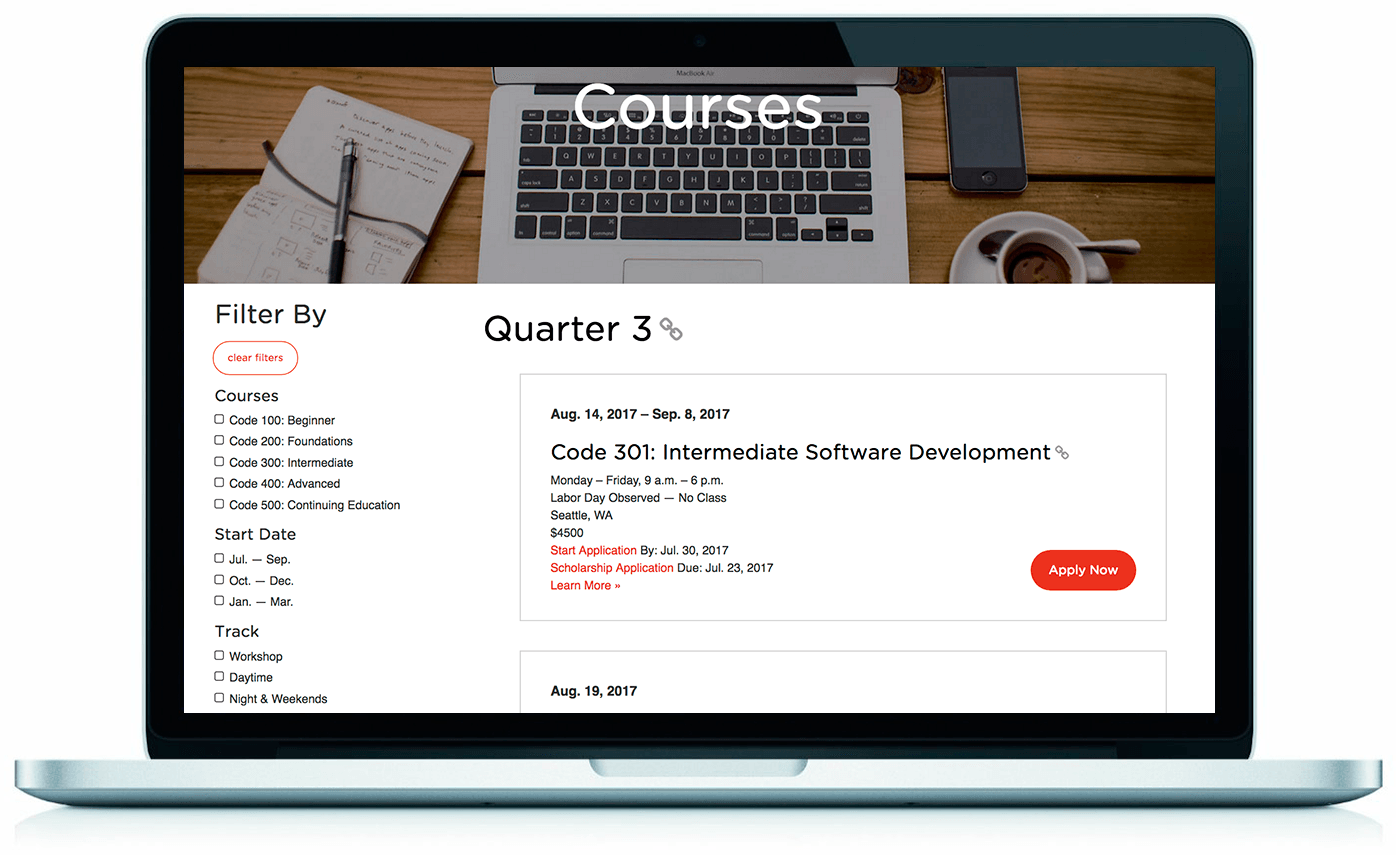 MacBook Air
Courses
Filter By
clear filters
Courses
Code 100: Beginner
Code 200: Foundations
Code 300: Intermediate
Code 400: Advanced
Code 500: Continuing Education
Start Date
Jul. — Sep.
Oct. — Dec.
Jan. — Mar.
Track
Workshop
Daytime
Night & Weekends
Quarter 3
Aug. 14, 2017 – Sep. 8, 2017
Code 301: Intermediate Software Development
Monday – Friday, 9 a.m. – 6 p.m.
Labor Day Observed — No Class
Seattle, WA
$4500
Start Application By: Jul. 30, 2017
Scholarship Application Due: Jul. 23, 2017
Learn More »
Apply Now
Aug. 19, 2017